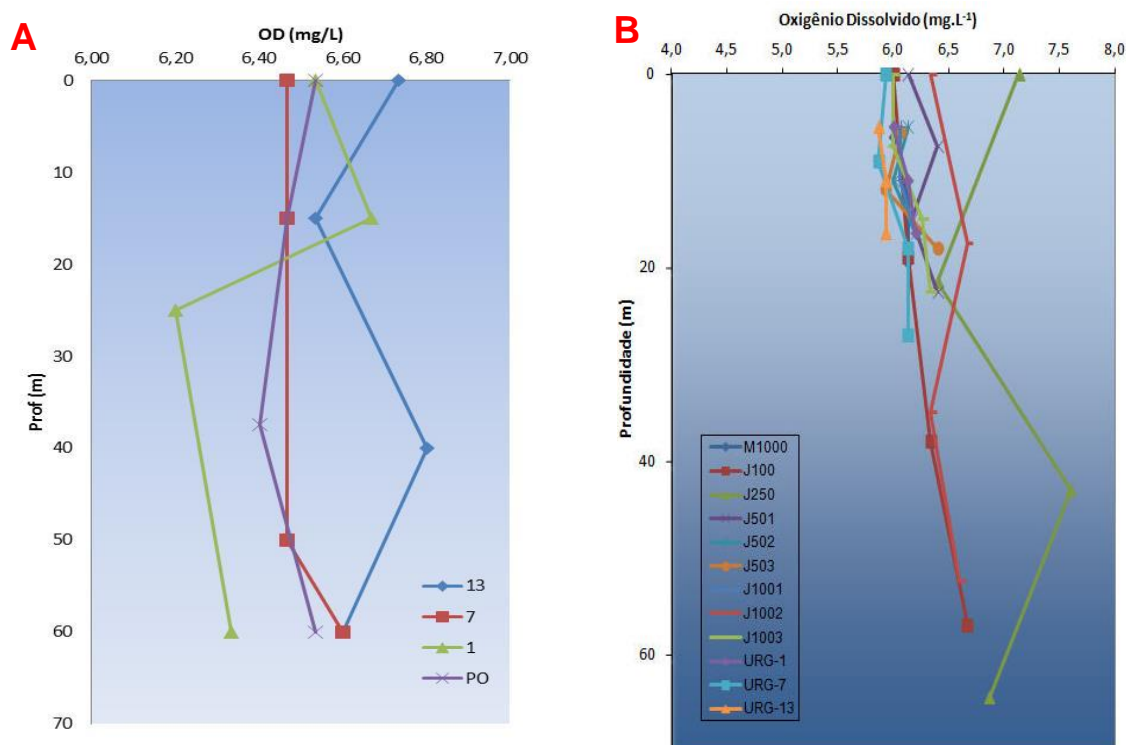 A
OD (mg/L)
6,00 6,20 6,40 6,60 6,80 7,00
0
10
20
30
40
50
60
70
Prof (m)
13
7
1
PO
B
Oxigênio Dissolvido (mg.L-1)
4,0 4,5 5,0 5,5 6,0 6,5 7,0 7,5 8,0
0
20
40
60
Profundidade (m)
M1000
J100
J250
J501
J502
J503
J1001
J1002
J1003
URG-1
URG-7
URG-13